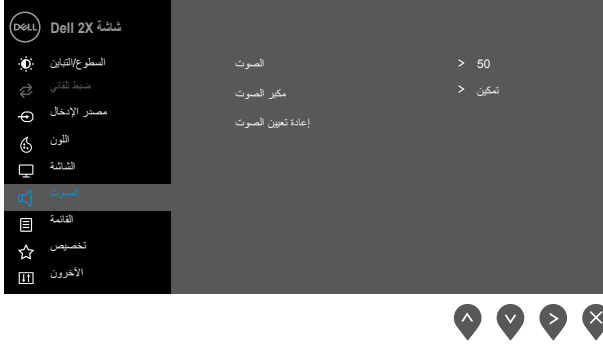 DELL
شاشة Dell 2X
السطوع/التباين
ضبط تلقائي
مصدر الإدخال
اللون
الشاشة
الصوت
القائمة
تخصيص
الآخرون
الصوت > 50
مكبر الصوت > تمكين
إعادة تعيين الصوت